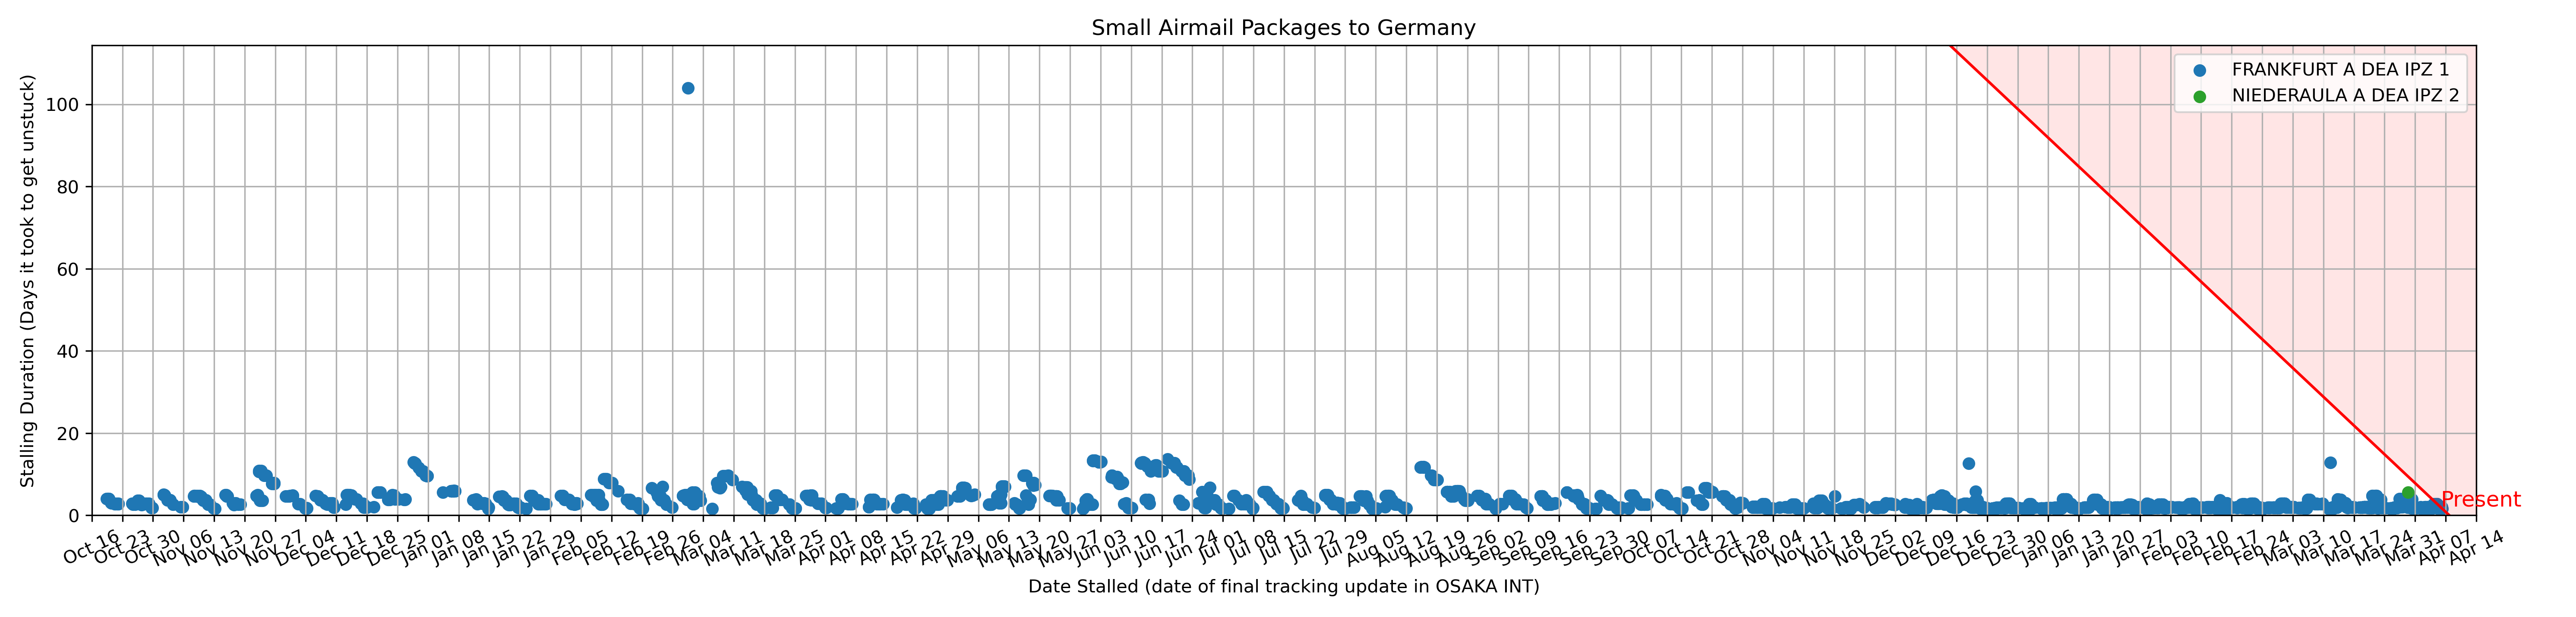 Small Airmail Packages to Germany
FRANKFURT A DEA IPZ 1
NIEDERAULA A DEA IPZ 2
Stalling Duration (Days it took to get unstuck)
100
80
60
40
20
0
Present
Oct 16
Oct 23
Oct 30
Nov 06
Nov 13
Nov 20
Nov 27
Dec 04
Dec 11
Dec 18
Dec 25
Jan 01
Jan 08
Jan 15
Jan 22
Jan 29
Feb 05
Feb 12
Feb 19
Feb 26
Mar 04
Mar 11
Mar 18
Mar 25
Apr 01
Apr 08
Apr 15
Apr 22
Apr 29
May 06
May 13
May 20
May 27
Jun 03
Jun 10
Jun 17
Jun 24
Jul 01
Jul 08
Jul 15
Jul 22
Jul 29
Aug 05
Aug 12
Aug 19
Aug 26
Sep 02
Sep 09
Sep 16
Sep 23
Sep 30
Oct 07
Oct 14
Oct 21
Oct 28
Nov 04
Nov 11
Nov 18
Nov 25
Dec 02
Dec 09
Dec 16
Dec 23
Dec 30
Jan 06
Jan 13
Jan 20
Jan 27
Feb 03
Feb 10
Feb 17
Feb 24
Mar 03
Mar 10
Mar 17
Mar 24
Mar 31
Apr 07
Apr 14
Date Stalled (date of final tracking update in OSAKA INT)